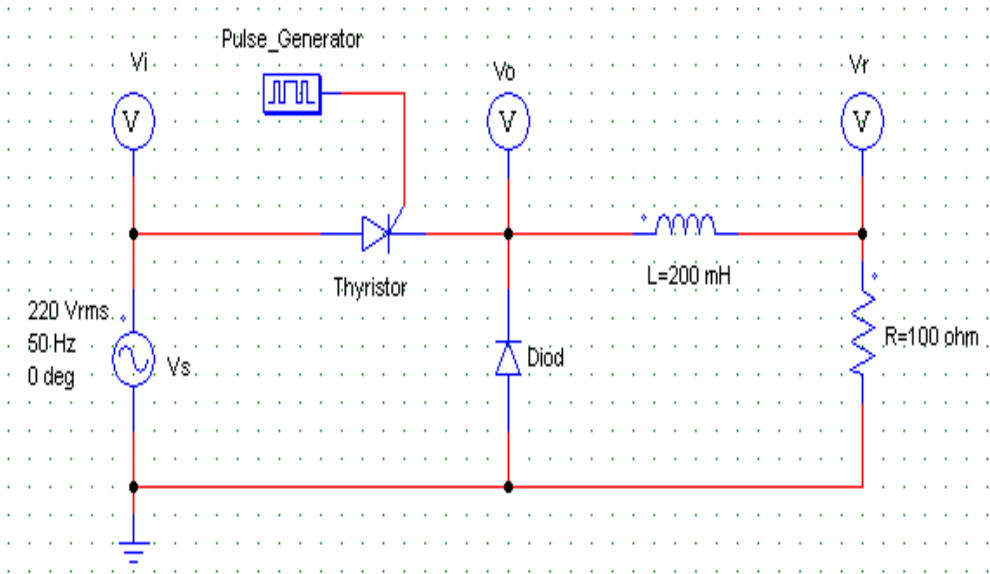 Pulse_Generator
Vi
Vo
Vr
V
V
V
Thyristor
L=200 mH
220 Vrms
50 Hz
0 deg
Vs
Diod
R=100 ohm